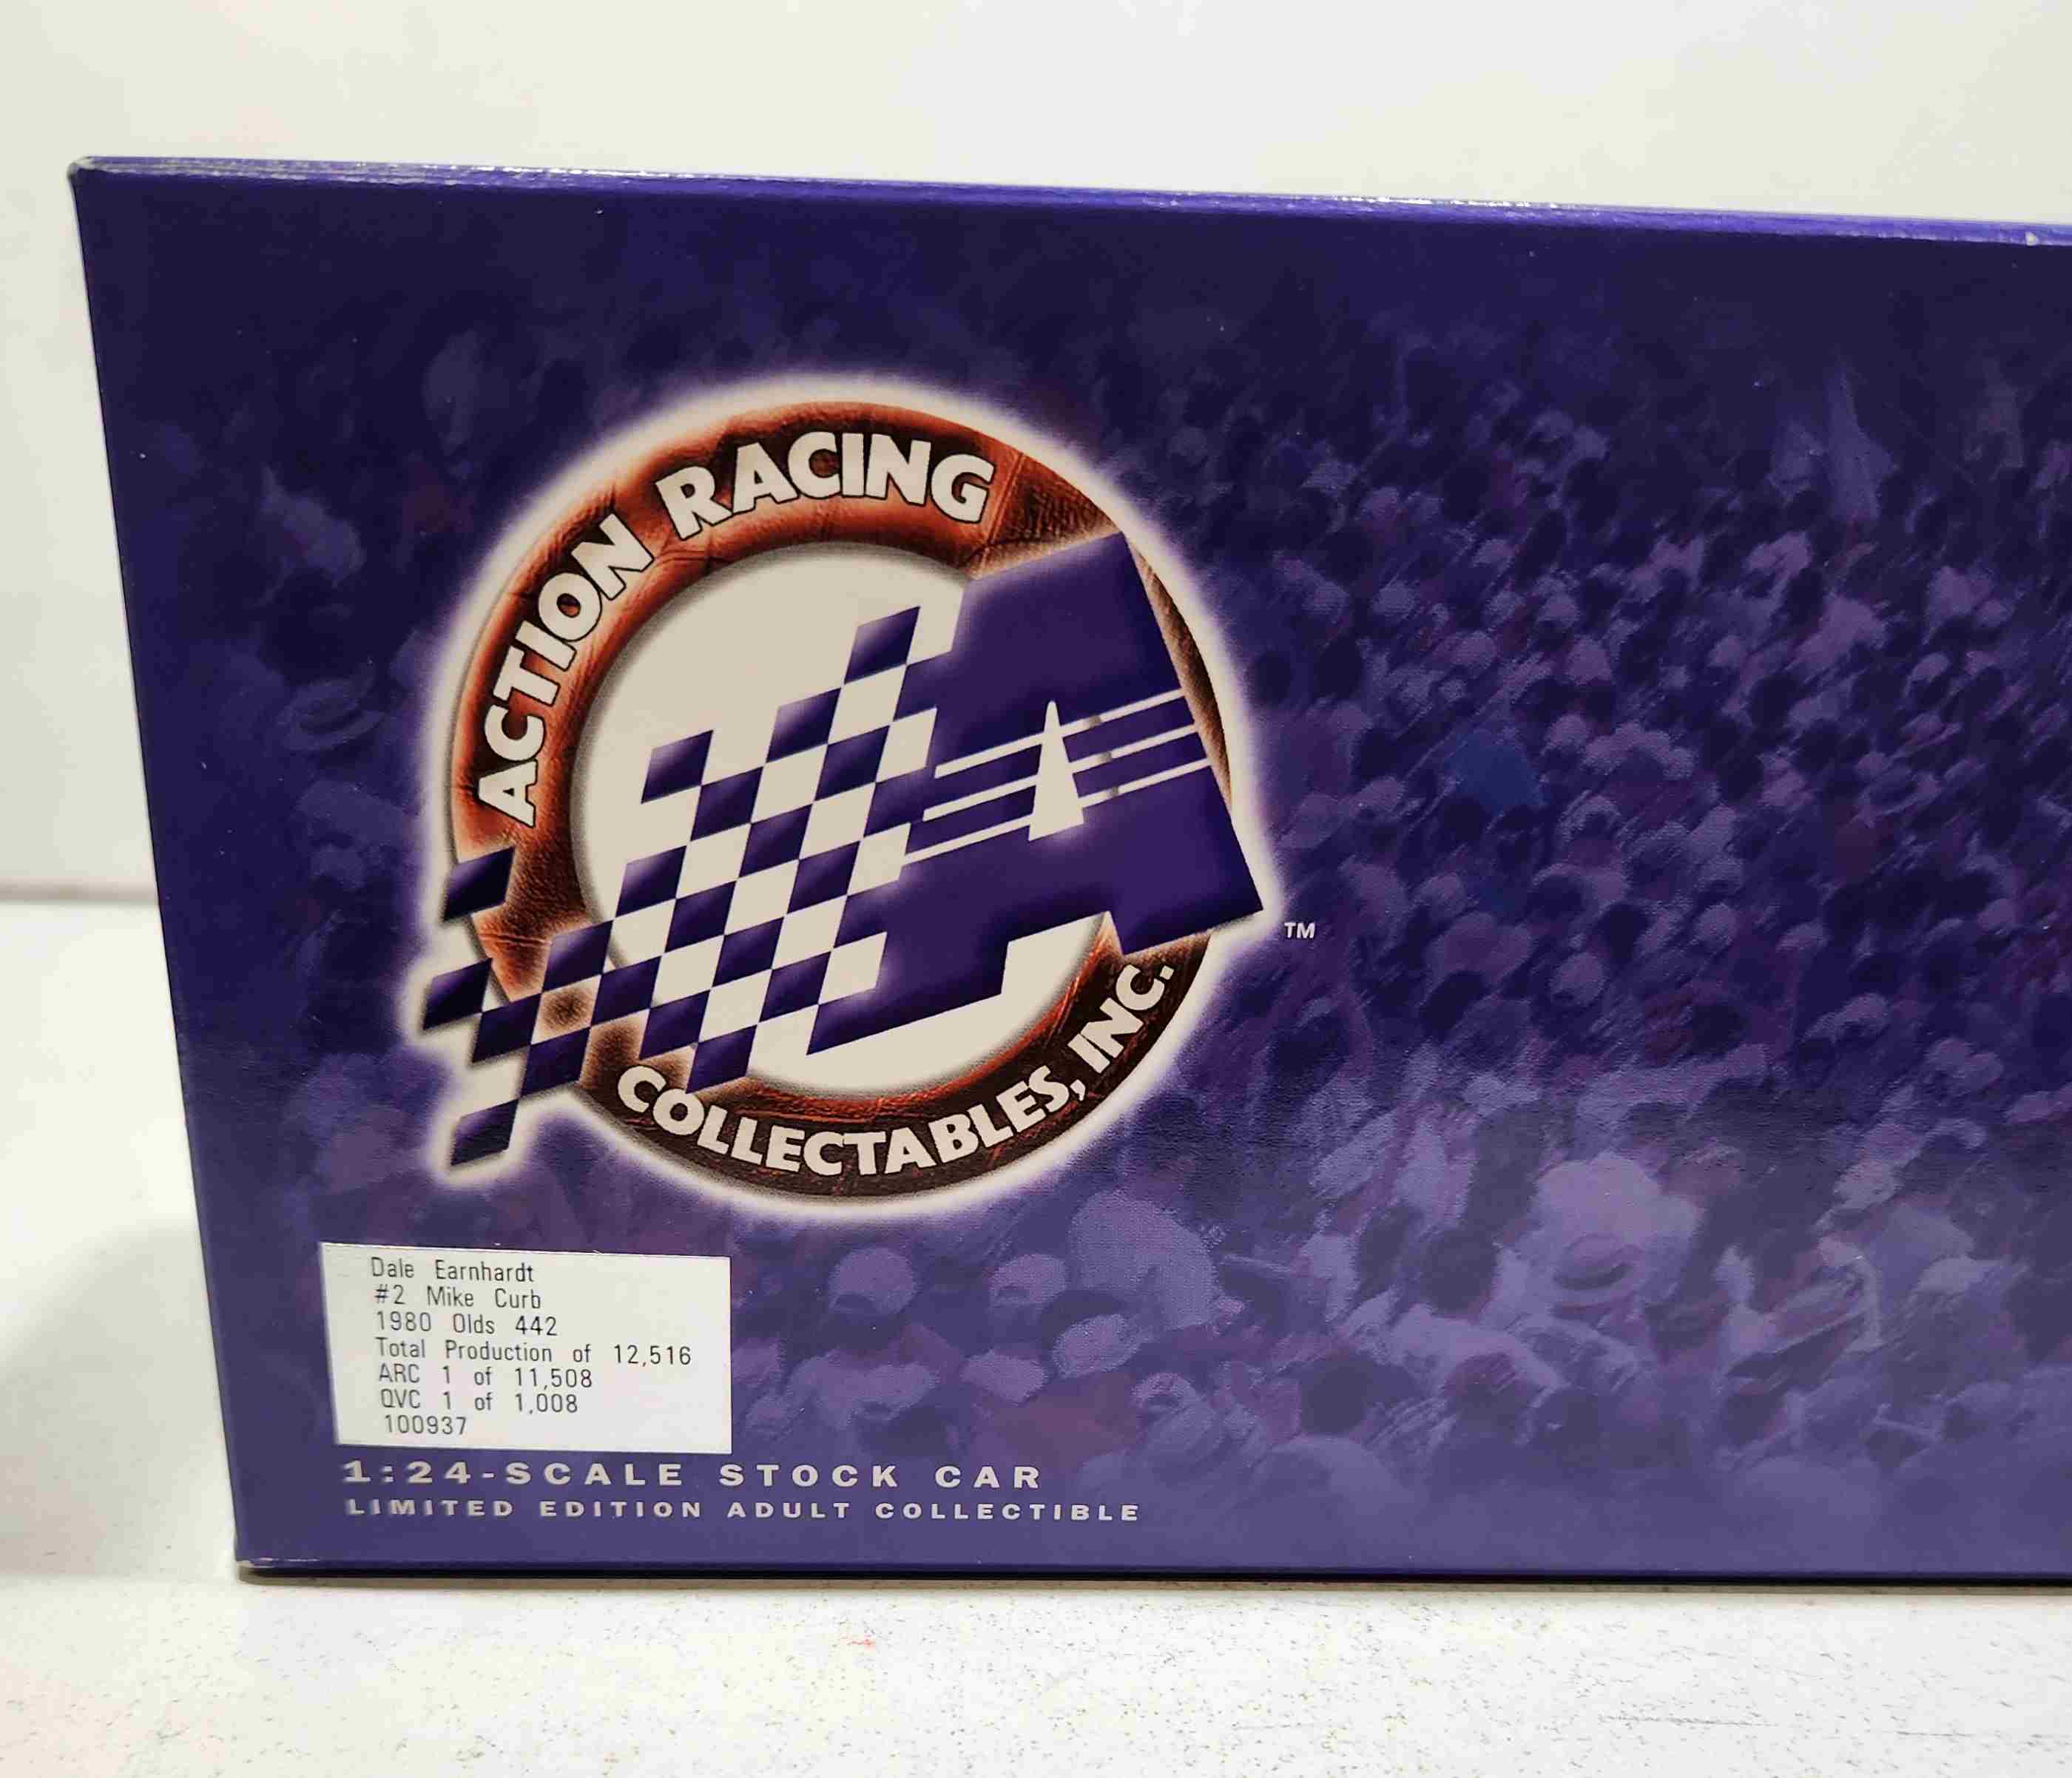 ACTION RACING
COLLECTABLES, INC.
TM
Dale Earnhardt
#2 Mike Curb
1980 Olds 442
Total Production of 12,516
ARC 1 of 11,508
QVC 1 of 1,008
100937
1:24-SCALE STOCK CAR
LIMITED EDITION ADULT COLLECTIBLE